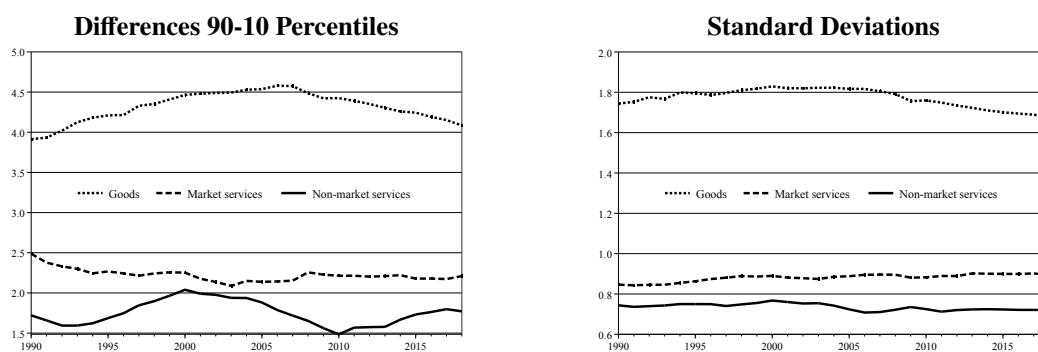 Differences 90-10 Percentiles
5.0
4.5
4.0
3.5
3.0
2.5
2.0
1.5
Goods Market services Non-market services
1990 1995 2000 2005 2010 2015
Standard Deviations
2.0
1.8
1.6
1.4
1.2
1.0
0.8
0.6
Goods Market services Non-market services
1990 1995 2000 2005 2010 2015